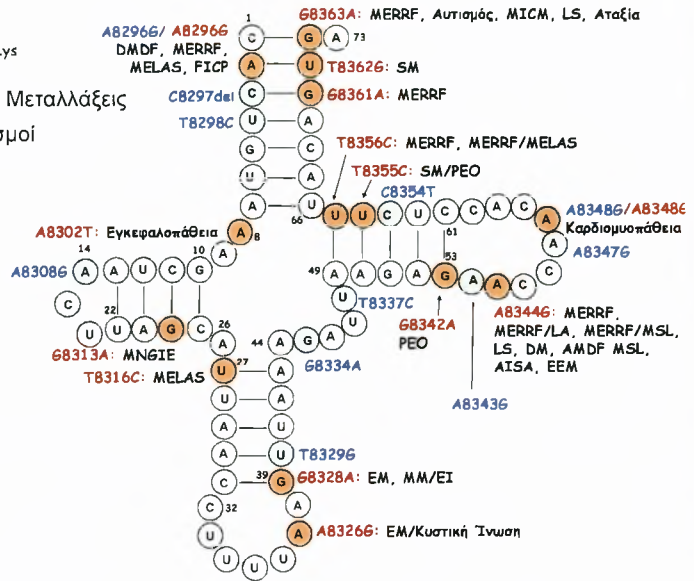 ys
Μεταλλάξεις
σμοί
A8296G/ A8296G
DMDF, MERRF,
MELAS, FICP
C8297del
T8298C
G8363A: MERRF, Αυτισμός, MICM, LS, Αταξία
T8362G: SM
G8361A: MERRF
T8356C: MERRF, MERRF/MELAS
T8355C: SM/PEO
C8354T
A8348G/A8348G
Καρδιομυοπάθεια
A8347G
A8302T: Εγκεφαλοπάθεια
A8308G
G8313A: MNGIE
T8316C: MELAS
T8337C
G8342A
PEO
A8344G: MERRF,
MERRF/LA, MERRF/MSL,
LS, DM, AMDF MSL,
AISA, EEM
G8334A
A8343G
T8329G
G8328A: EM, MM/EI
A8326G: EM/Κυστική Ίνωση
1
73
C G A
A U
C G
U A
G C
U A
A U
66
8
A
A
14
10
A A U C G
C
U U U A G C
22
26
A
27
U U C U C C A C A
61
A
C
C
49
53
A A G A G A A
U
U
A G A
44
U A
U A
A A
A U
C U
C G
39
32
C A
U A
U U U U